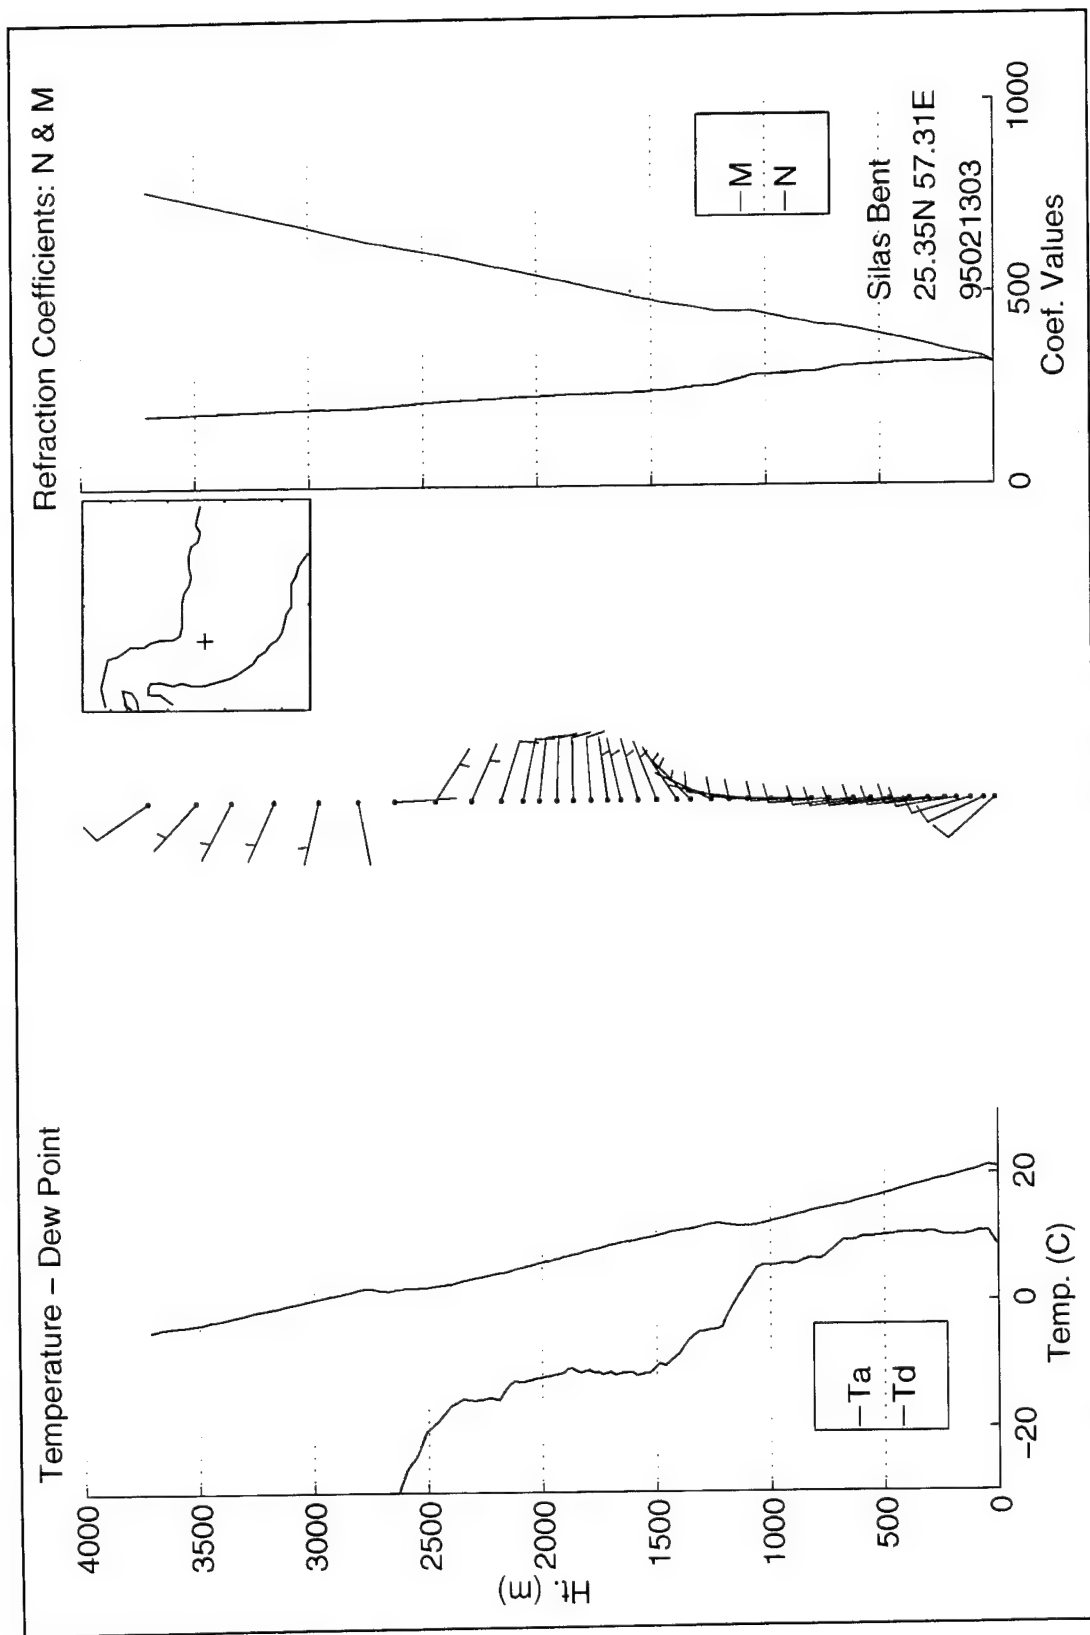 Temperature – Dew Point
4000
3500
3000
2500
2000
1500
1000
500
0
Ht. (m)
–20
0
20
Temp. (C)
Ta
Td
Refraction Coefficients: N & M
M
N
Silas Bent
25.35N 57.31E
95021303
0
500
1000
Coef. Values